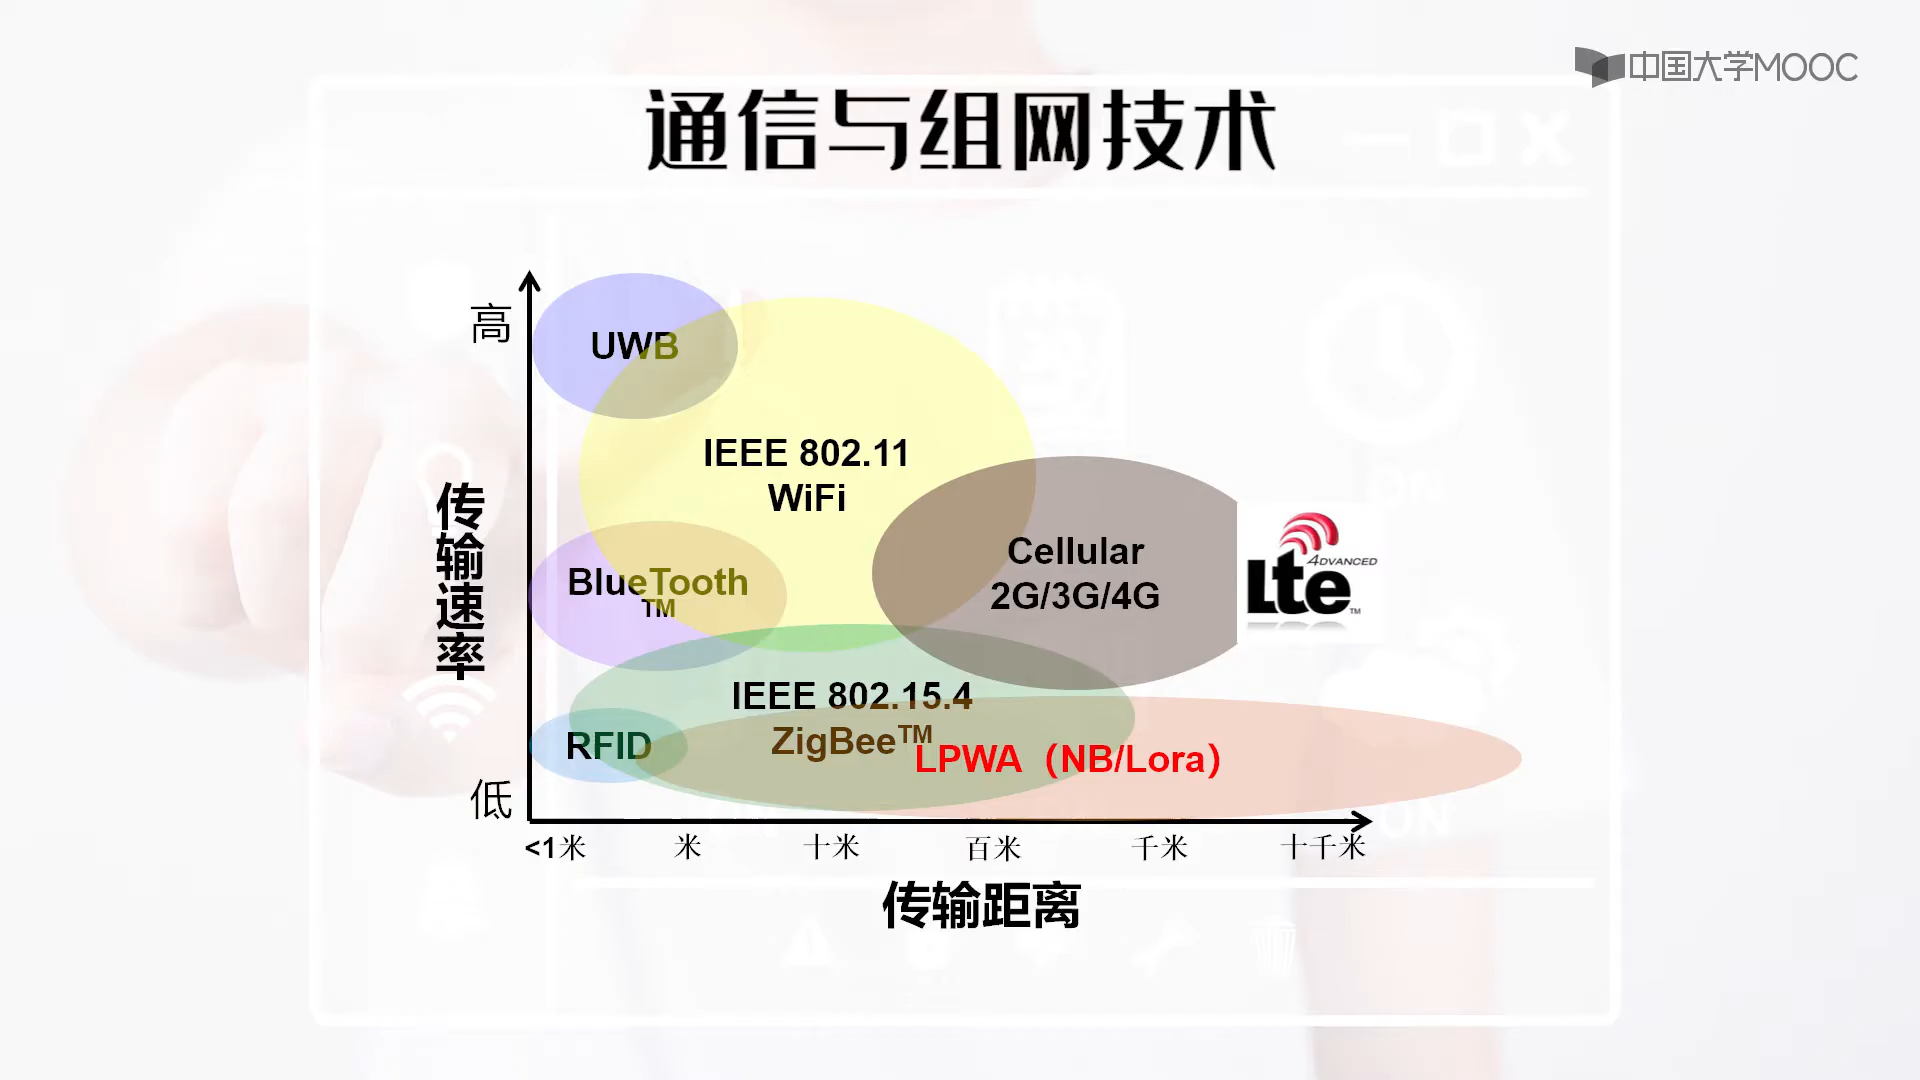 中国大学MOOC
通信与组网技术
高
UWB
IEEE 802.11
WiFi
传输速率
Cellular
2G/3G/4G
4DVANCED
Lte™
BlueTooth
TM
IEEE 802.15.4
ZigBee™
RFID
LPWA（NB/Lora）
低
<1米 米 十米 百米 千米 十千米
传输距离
ON
ON